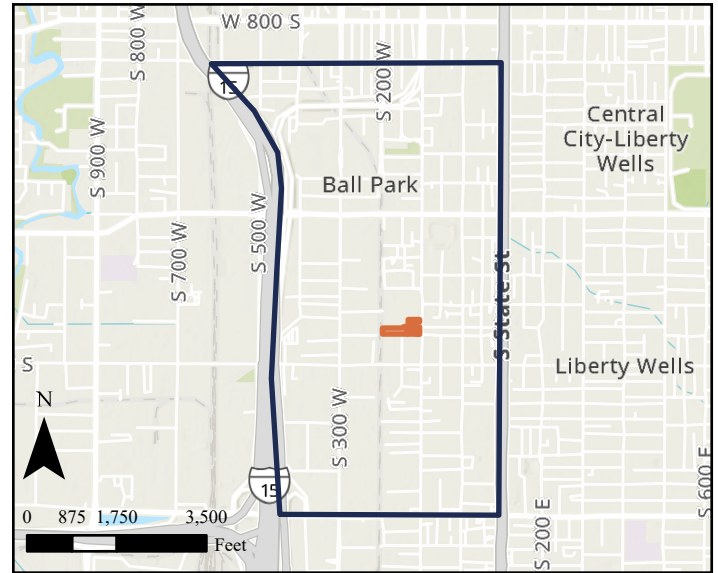 W 800 S
S 800 W
15
S 200 W
Central
City-Liberty
Wells
S 900 W
Ball Park
S 500 W
S 700 W
S State St
Liberty Wells
S
S 300 W
N
15
0 875 1,750 3,500
Feet
S 200 E
S 600 E